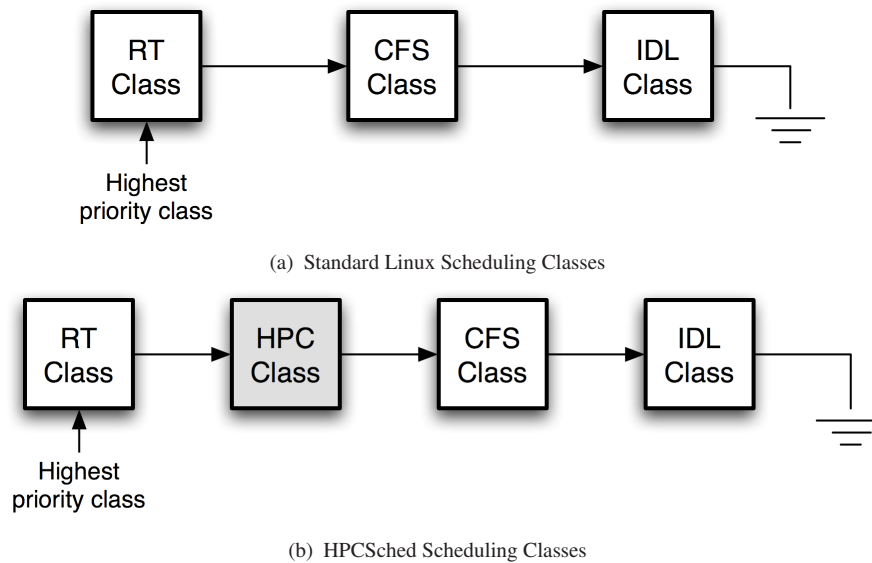 RT
Class
CFS
Class
IDL
Class
Highest
priority class
(a) Standard Linux Scheduling Classes
RT
Class
HPC
Class
CFS
Class
IDL
Class
Highest
priority class
(b) HPCSched Scheduling Classes